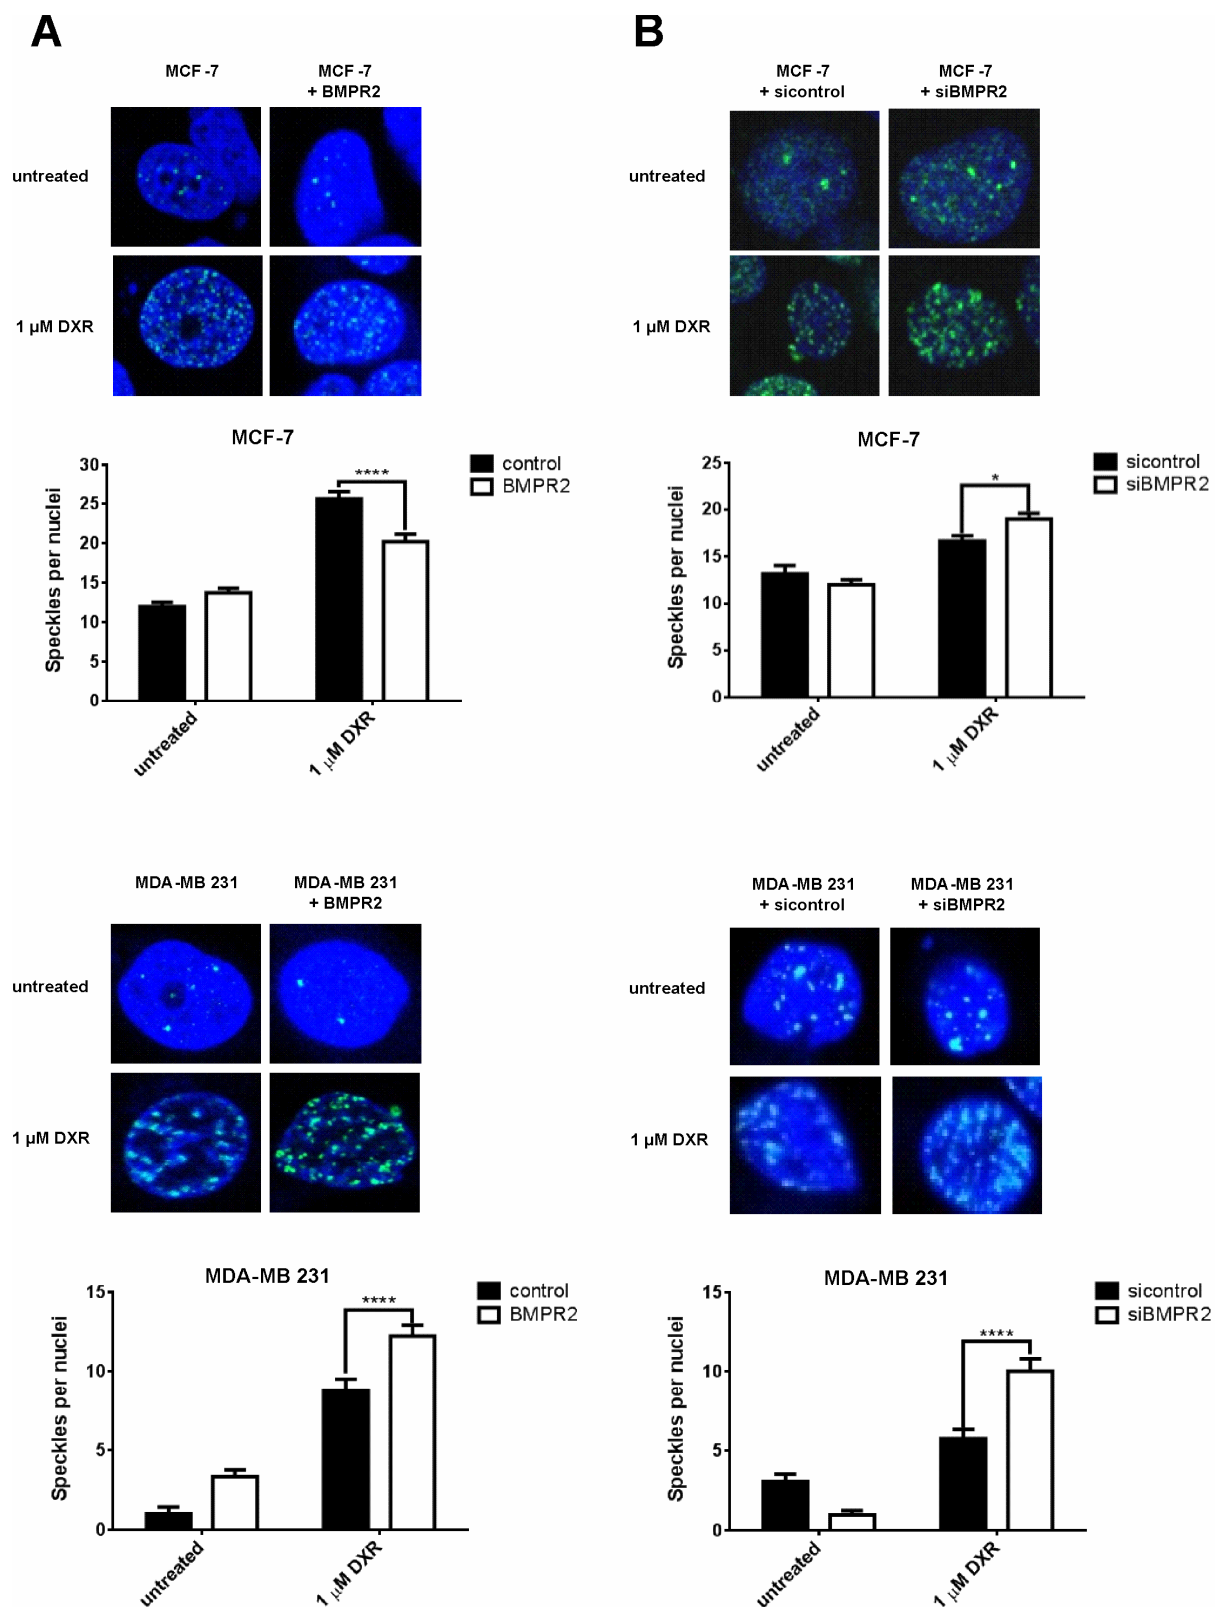 A
MCF-7
MCF-7
+ BMPR2
untreated
1 µM DXR
MCF-7
Speckles per nuclei
30
25
20
15
10
5
0
****
control
BMPR2
untreated
1 µM DXR
MDA-MB 231
MDA-MB 231
+ BMPR2
untreated
1 µM DXR
MDA-MB 231
Speckles per nuclei
15
10
5
0
****
control
BMPR2
untreated
1 µM DXR
B
MCF-7
+ sicontrol
MCF-7
+ siBMPR2
untreated
1 µM DXR
MCF-7
Speckles per nuclei
25
20
15
10
5
0
*
sicontrol
siBMPR2
untreated
1 µM DXR
MDA-MB 231
+ sicontrol
MDA-MB 231
+ siBMPR2
untreated
1 µM DXR
MDA-MB 231
Speckles per nuclei
15
10
5
0
****
sicontrol
siBMPR2
untreated
1 µM DXR